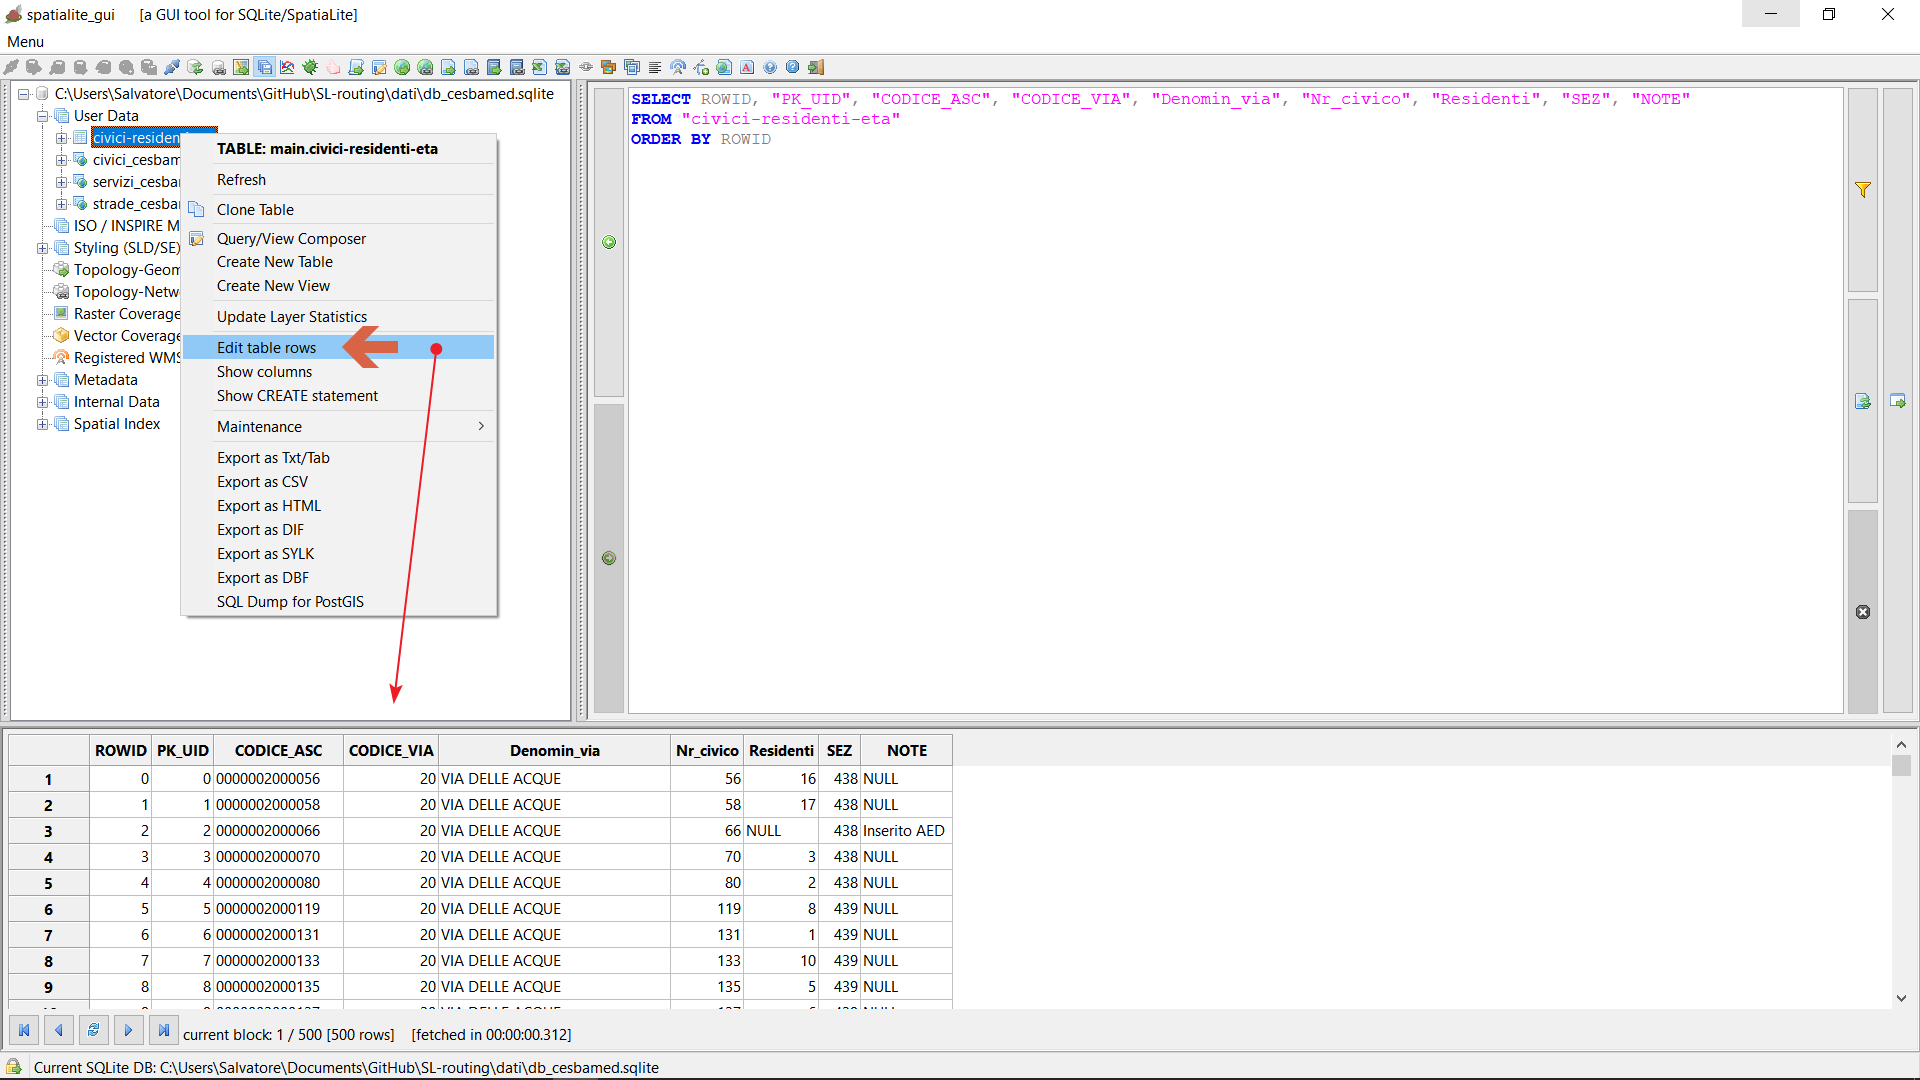 spatialite_gui [a GUI tool for SQLite/SpatiaLite]
Menu
C:\Users\Salvatore\Documents\GitHub\SL-routing\dati\db_cesbamed.sqlite
User Data
civici-residen
civici_cesbam
servizi_cesba
strade_cesba
ISO / INSPIRE M
Styling (SLD/SE)
Topology-Geom
Topology-Netw
Raster Coverage
Vector Coverage
Registered WMS
Metadata
Internal Data
Spatial Index
TABLE: main.civici-residenti-eta
Refresh
Clone Table
Query/View Composer
Create New Table
Create New View
Update Layer Statistics
Edit table rows
Show columns
Show CREATE statement
Maintenance
Export as Txt/Tab
Export as CSV
Export as HTML
Export as DIF
Export as SYLK
Export as DBF
SQL Dump for PostGIS
SELECT ROWID, "PK_UID", "CODICE_ASC", "CODICE_VIA", "Denomin_via", "Nr_civico", "Residenti", "SEZ", "NOTE"
FROM "civici-residenti-eta"
ORDER BY ROWID
ROWID PK_UID CODICE_ASC CODICE_VIA Denomin_via Nr_civico Residenti SEZ NOTE
1 0 0 0000002000056 20 VIA DELLE ACQUE 56 16 438 NULL
2 1 1 0000002000058 20 VIA DELLE ACQUE 58 17 438 NULL
3 2 2 0000002000066 20 VIA DELLE ACQUE 66 NULL 438 Inserito AED
4 3 3 0000002000070 20 VIA DELLE ACQUE 70 3 438 NULL
5 4 4 0000002000080 20 VIA DELLE ACQUE 80 2 438 NULL
6 5 5 0000002000119 20 VIA DELLE ACQUE 119 8 439 NULL
7 6 6 0000002000131 20 VIA DELLE ACQUE 131 1 439 NULL
8 7 7 0000002000133 20 VIA DELLE ACQUE 133 10 439 NULL
9 8 8 0000002000135 20 VIA DELLE ACQUE 135 5 439 NULL
current block: 1 / 500 [500 rows] [fetched in 00:00:00.312]
Current SQLite DB: C:\Users\Salvatore\Documents\GitHub\SL-routing\dati\db_cesbamed.sqlite